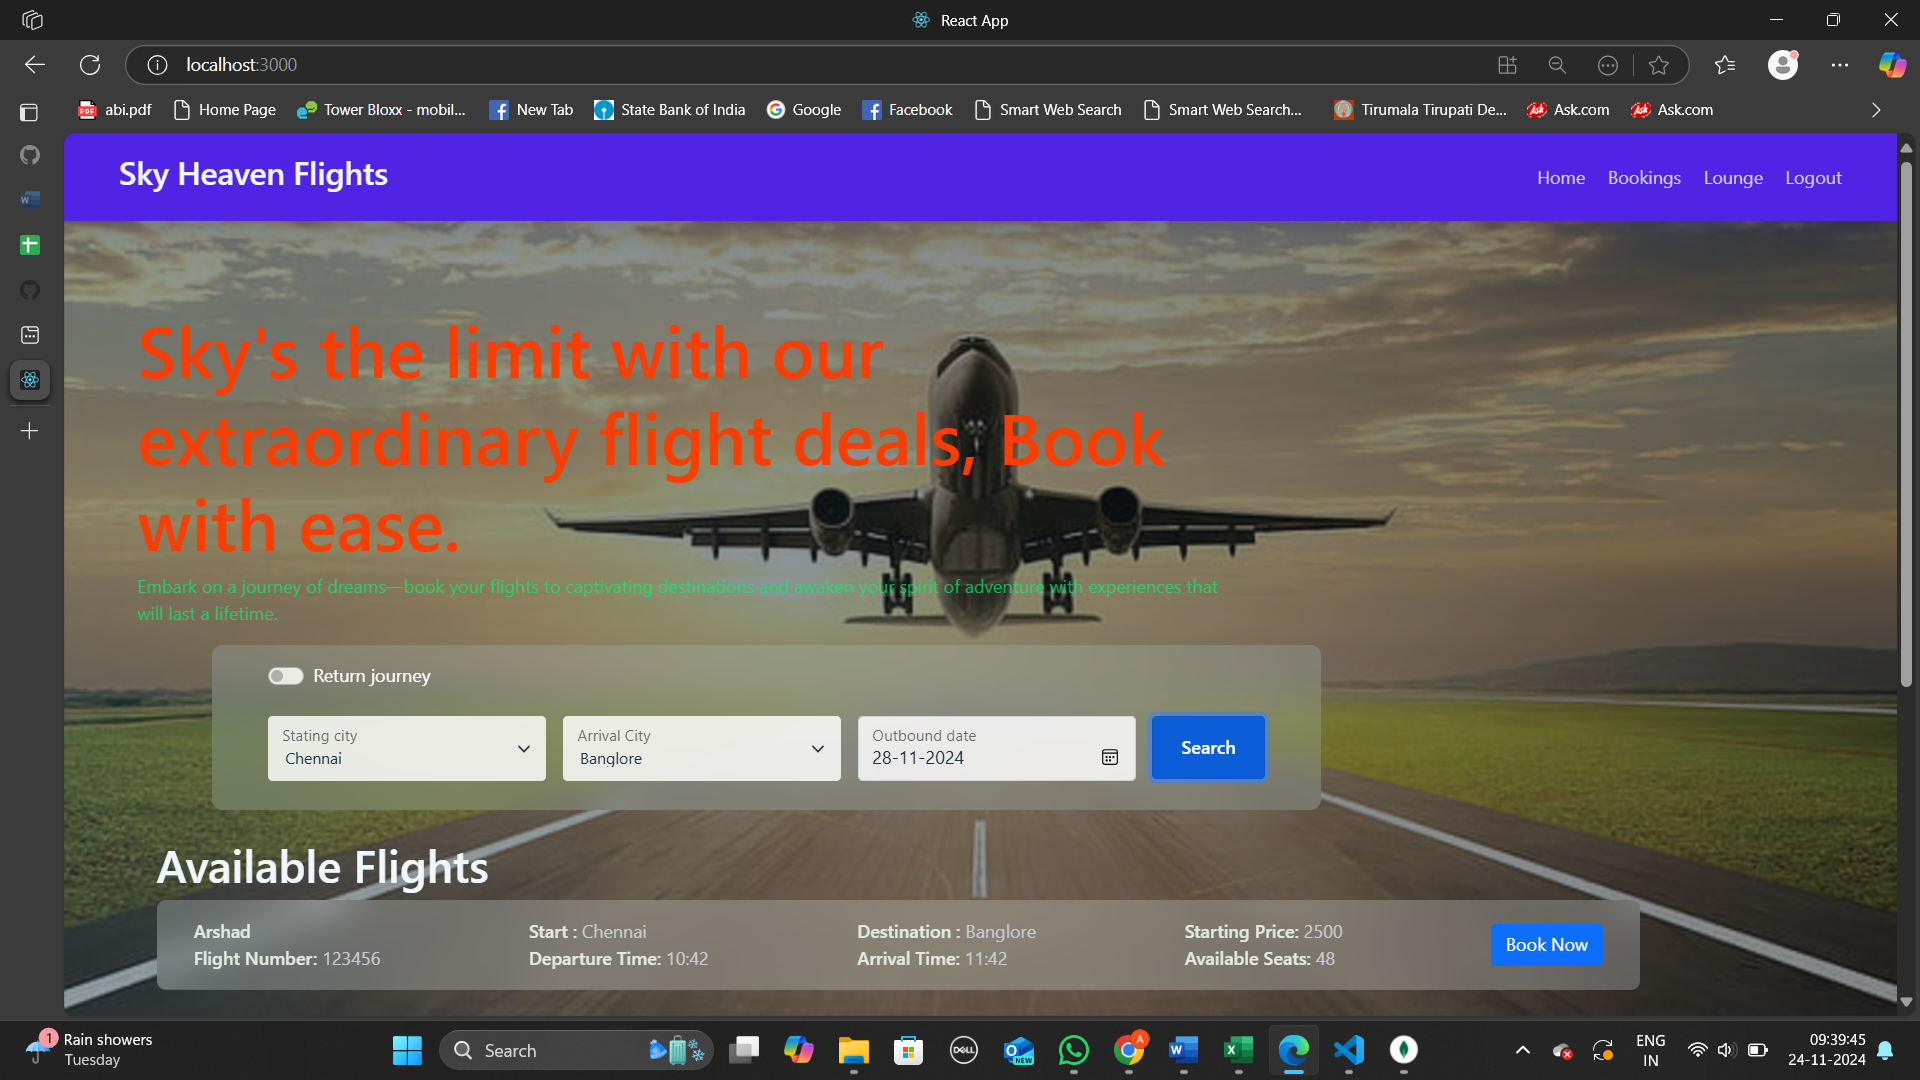 React App
localhost:3000
abi.pdf
Home Page
Tower Bloxx - mobil...
New Tab
State Bank of India
Google
Facebook
Smart Web Search
Smart Web Search...
Tirumala Tirupati De...
Ask.com
Ask.com
Sky Heaven Flights
Home
Bookings
Lounge
Logout
Sky's the limit with our
extraordinary flight deals, Book
with ease.
Embark on a journey of dreams—book your flights to captivating destinations and awaken your spirit of adventure with experiences that
will last a lifetime.
Return journey
Stating city
Chennai
Arrival City
Banglore
Outbound date
28-11-2024
Search
Available Flights
Arshad
Flight Number: 123456
Start : Chennai
Departure Time: 10:42
Destination : Banglore
Arrival Time: 11:42
Starting Price: 2500
Available Seats: 48
Book Now
1
Rain showers
Tuesday
Search
DELL
NEW
A
ENG
IN
09:39:45
24-11-2024